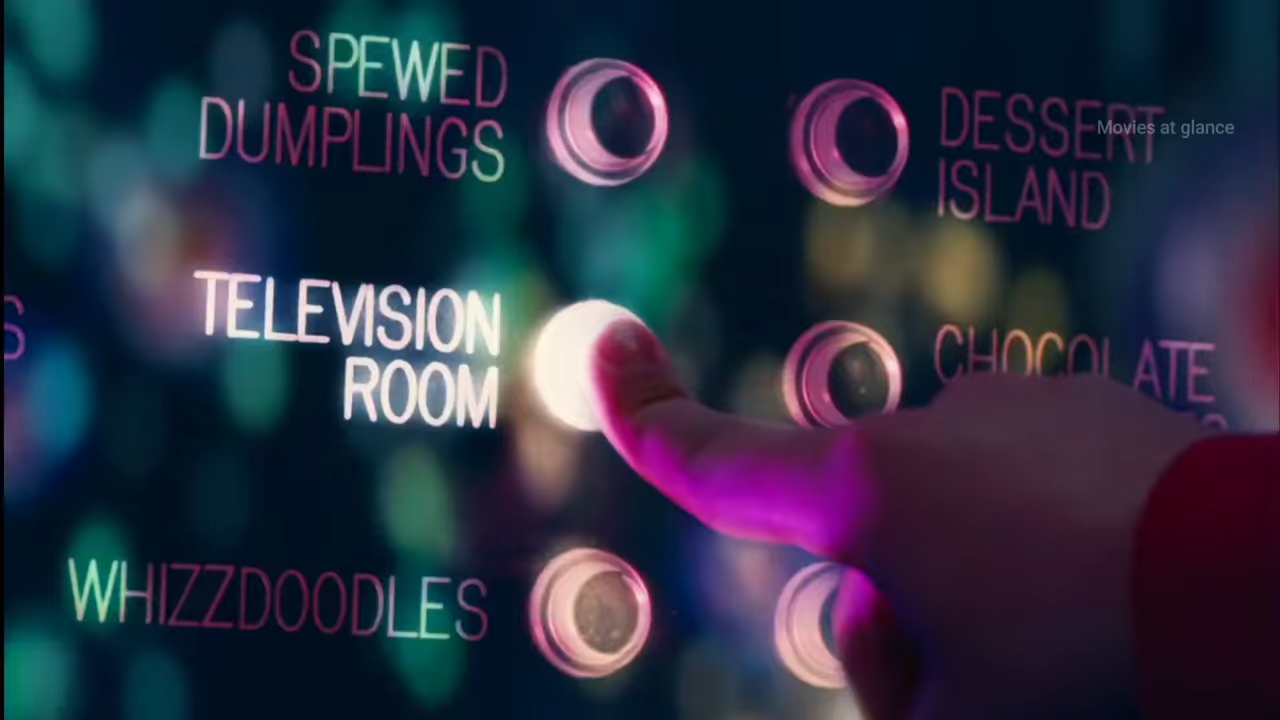 SPEWED
DUMPLINGS
DESSERT
ISLAND
Movies at glance
TELEVISION
ROOM
CHOCOLATE
WHIZZDOODLES